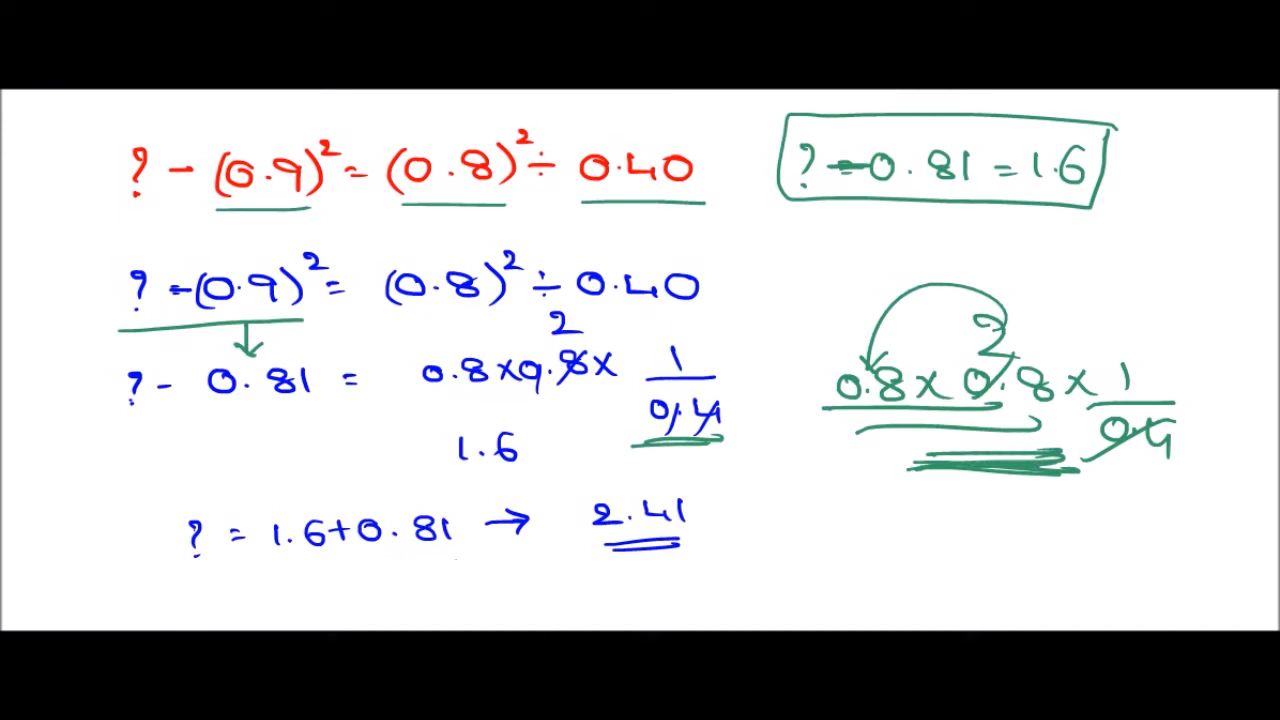 ? - (0.9)² = (0.8)² ÷ 0.40
? - 0.81 = 1.6
? - (0.9)² = (0.8)² ÷ 0.40
2
? - 0.81 = 0.8 × 0.8 × 1/0.4
1.6
? = 1.6 + 0.81 → 2.41
2
0.8 × 0.8 × 1/0.4